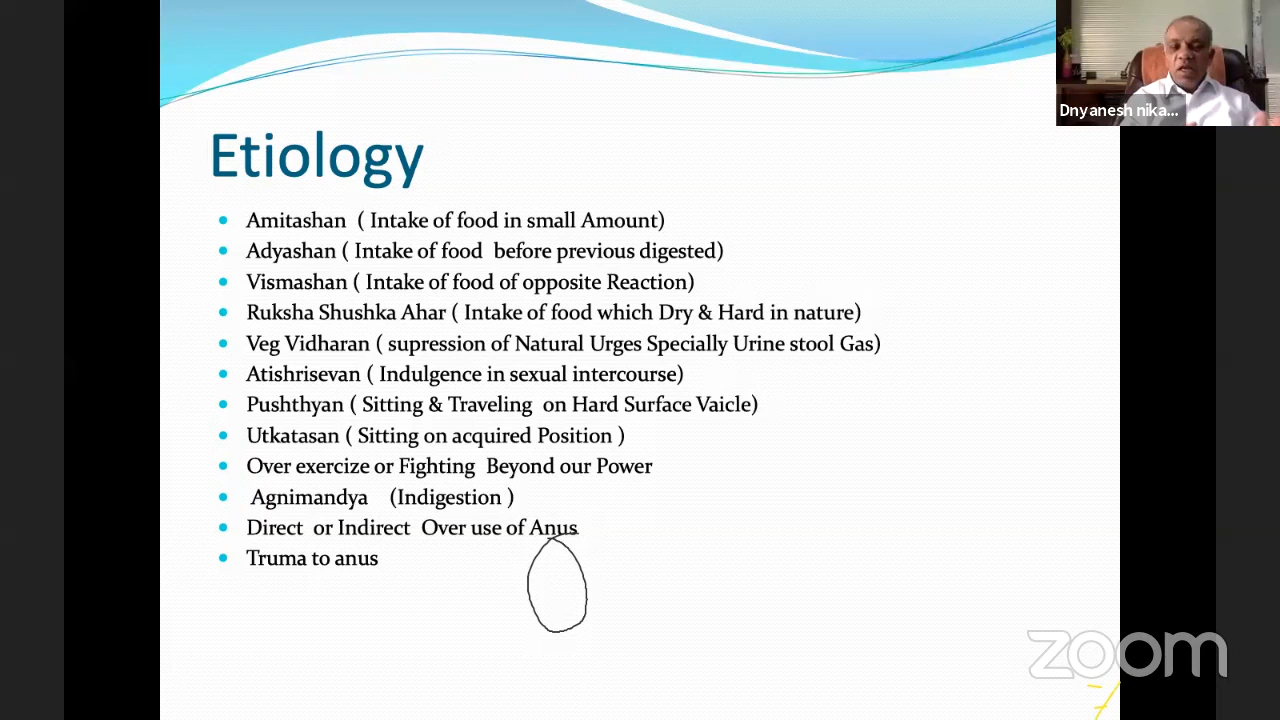 Dnyanesh nika...
Etiology
Amitashan ( Intake of food in small Amount)
Adyashan ( Intake of food before previous digested)
Vismashan ( Intake of food of opposite Reaction)
Ruksha Shushka Ahar ( Intake of food which Dry & Hard in nature)
Veg Vidharan ( supression of Natural Urges Specially Urine stool Gas)
Atishrisevan ( Indulgence in sexual intercourse)
Pushthyan ( Sitting & Traveling on Hard Surface Vaicle)
Utkatasan ( Sitting on acquired Position )
Over exercize or Fighting Beyond our Power
Agnimandya (Indigestion )
Direct or Indirect Over use of Anus
Truma to anus
zoom